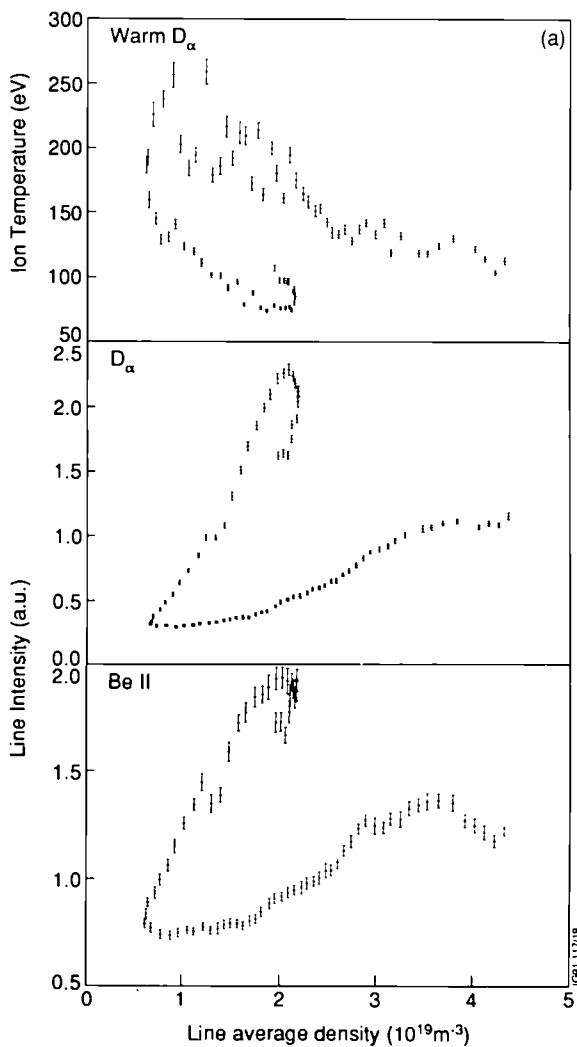 Warm Dα
(a)
300
250
200
150
100
50
Ion Temperature (eV)
Dα
2.5
2.0
1.5
1.0
0.5
0.0
Line Intensity (a.u.)
Be II
2.0
1.5
1.0
0.5
0 1 2 3 4 5
Line average density (10¹⁹m⁻³)